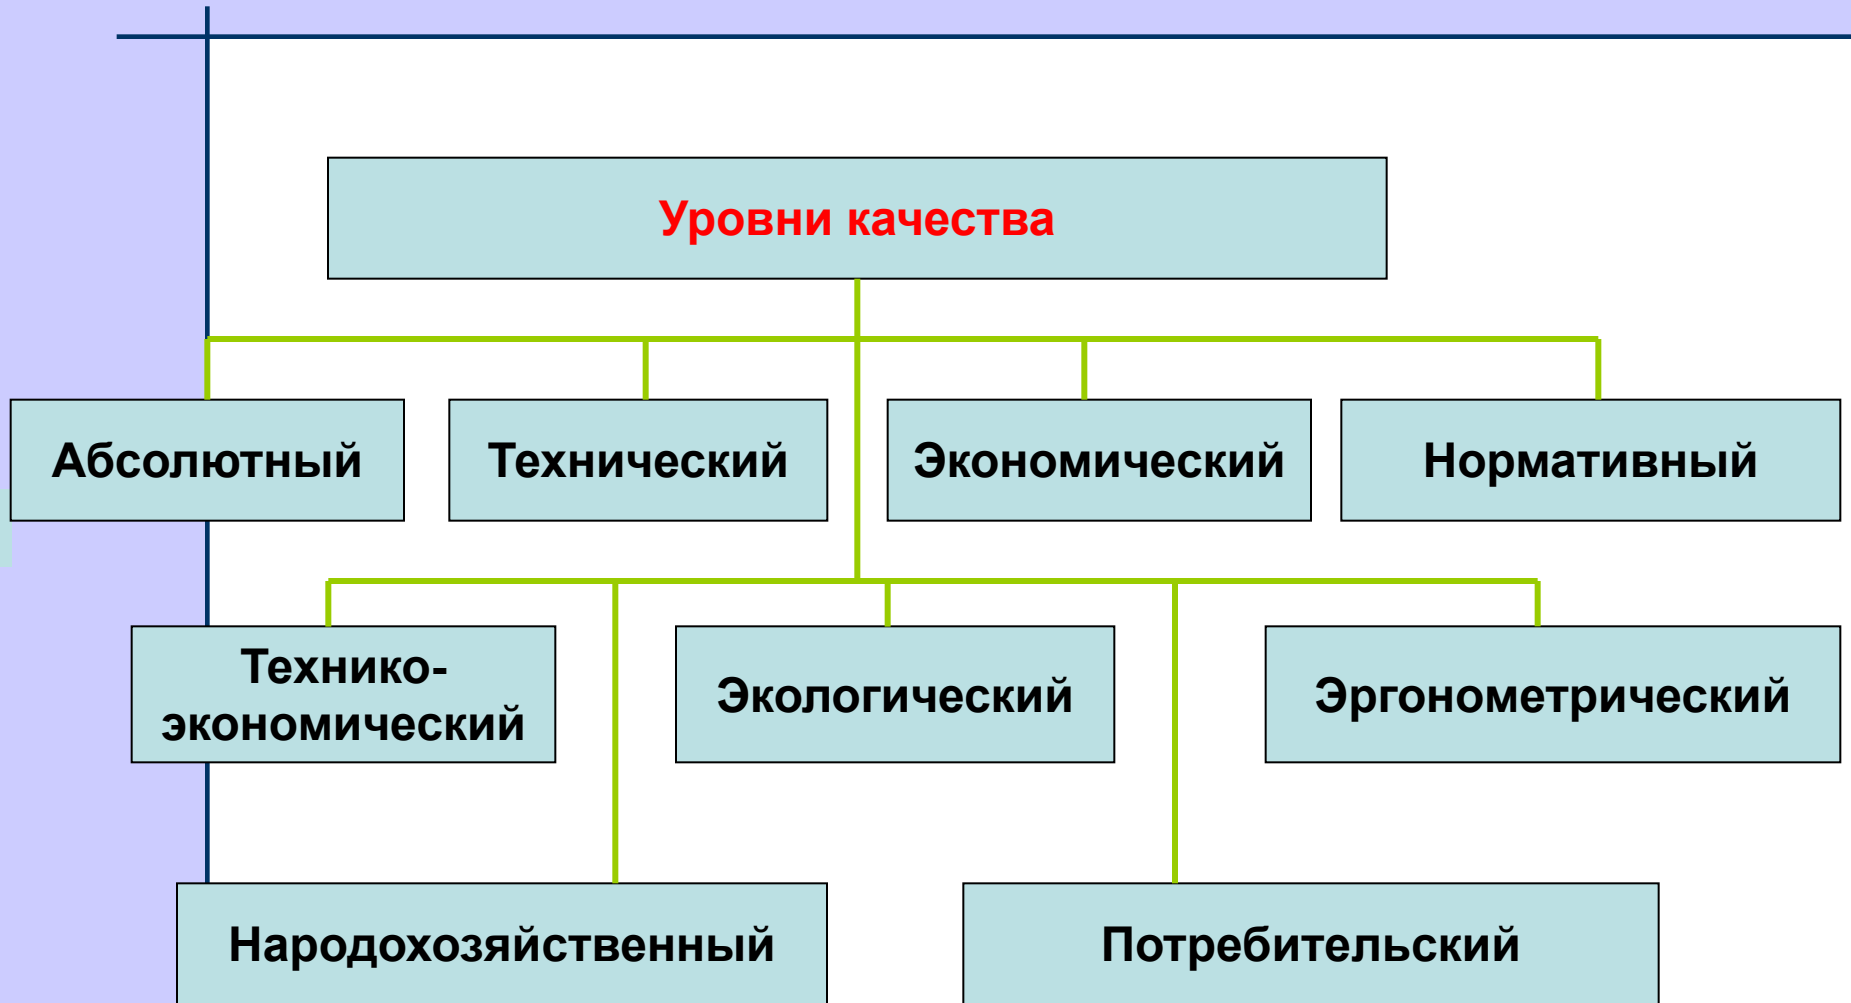 Уровни качества
Абсолютный
Технический
Экономический
Нормативный
Технико-
экономический
Экологический
Эргонометрический
Народохозяйственный
Потребительский